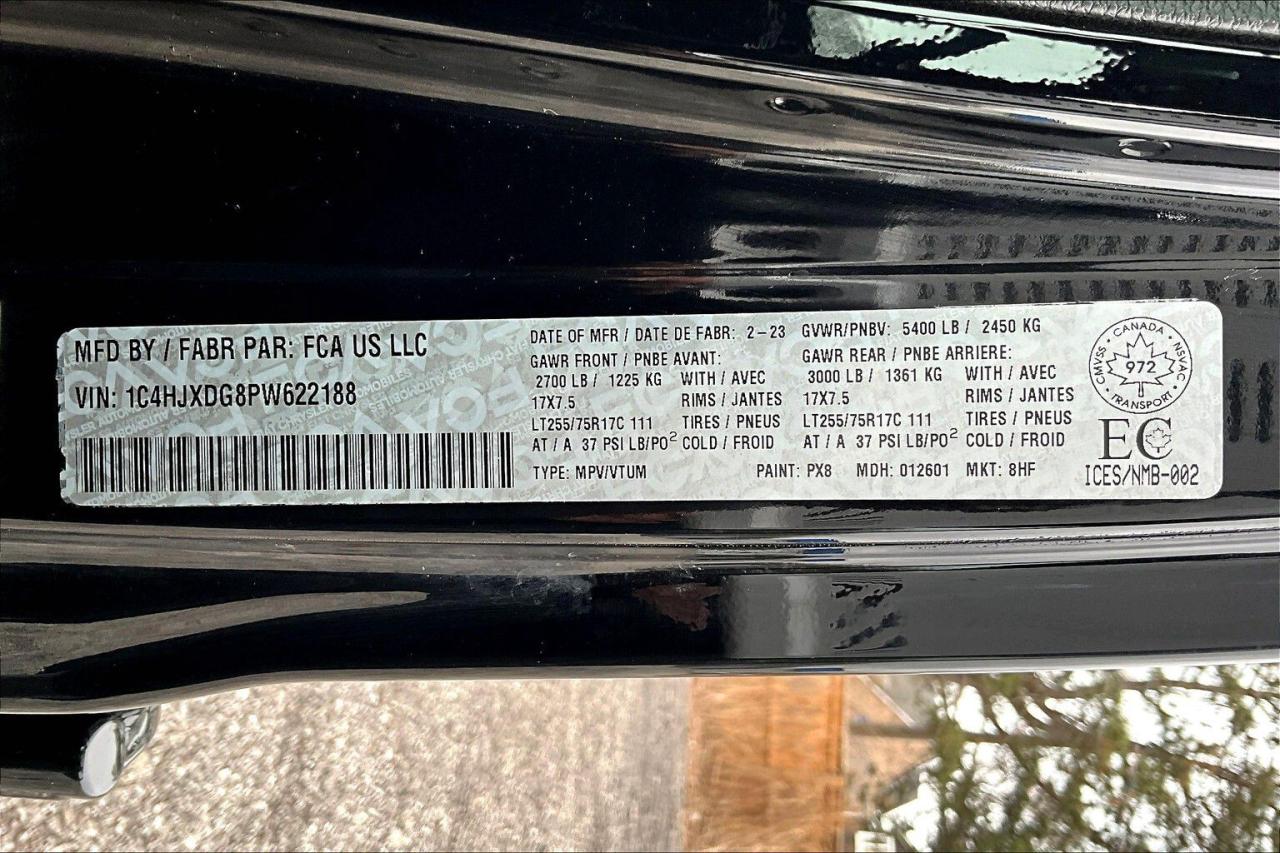 MFD BY / FABR PAR: FCA US LLC
VIN: 1C4HJXDG8PW622188
DATE OF MFR / DATE DE FABR: 2-23
GAWR FRONT / PNBE AVANT:
2700 LB / 1225 KG WITH / AVEC
17X7.5 RIMS / JANTES
LT255/75R17C 111 TIRES / PNEUS
AT / A 37 PSI LB/PO² COLD / FROID
TYPE: MPV/VTUM
GVWR/PNBV: 5400 LB / 2450 KG
GAWR REAR / PNBE ARRIERE:
3000 LB / 1361 KG WITH / AVEC
17X7.5 RIMS / JANTES
LT255/75R17C 111 TIRES / PNEUS
AT / A 37 PSI LB/PO² COLD / FROID
PAINT: PX8 MDH: 012601 MKT: 8HF
CANADA
CMVSS 972 NSVAC
TRANSPORT
EC
ICES/NMB-002